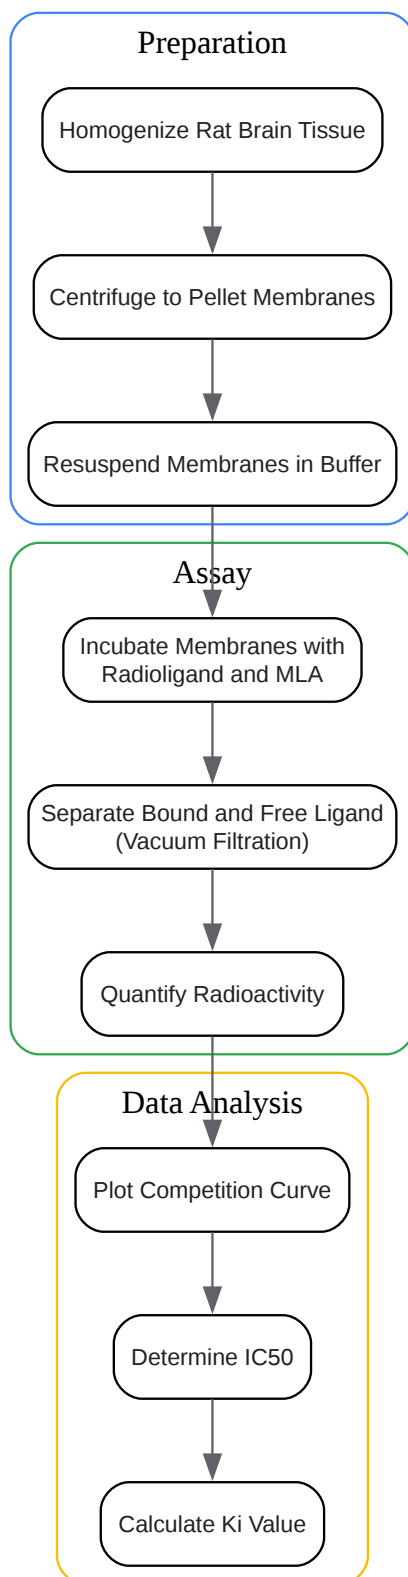 Preparation
Homogenize Rat Brain Tissue
Centrifuge to Pellet Membranes
Resuspend Membranes in Buffer
Assay
Incubate Membranes with
Radioligand and MLA
Separate Bound and Free Ligand
(Vacuum Filtration)
Quantify Radioactivity
Data Analysis
Plot Competition Curve
Determine IC50
Calculate Ki Value